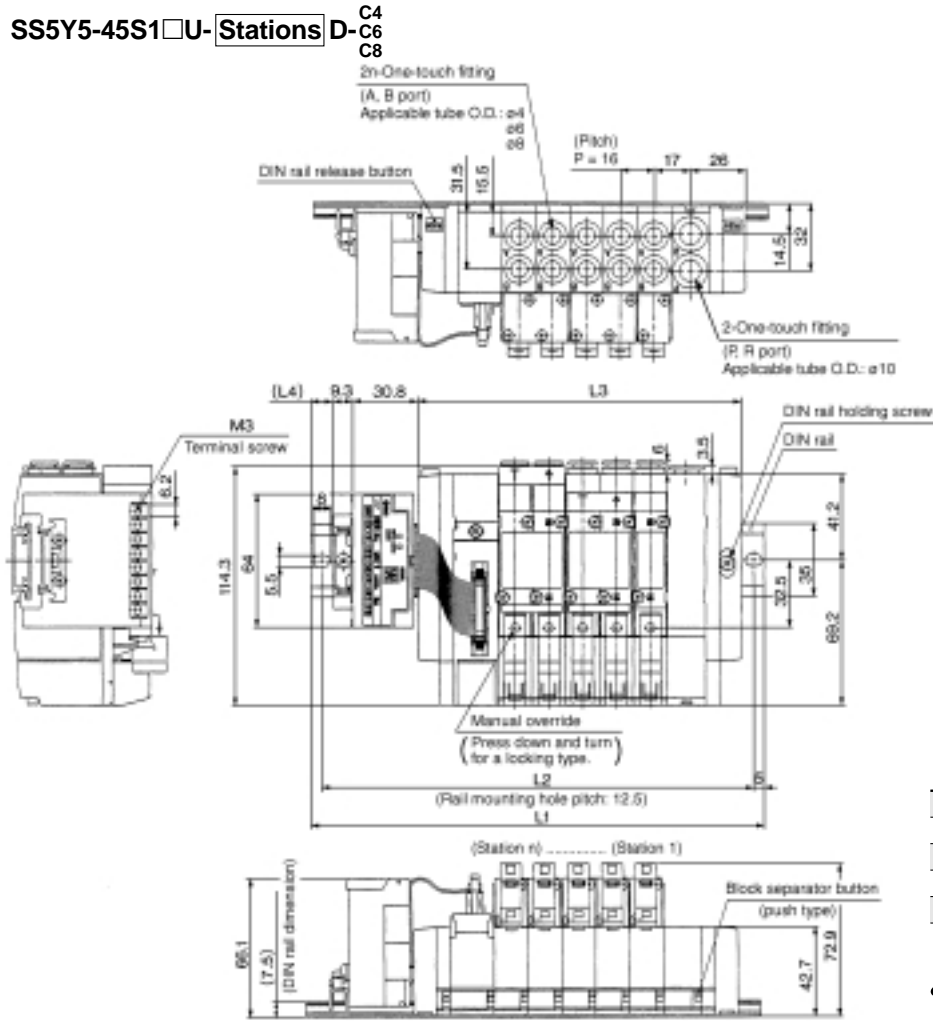 SS5Y5-45S1□U- Stations D- C4
C6
C8
2n-One-touch fitting
(A, B port)
Applicable tube O.D.: ø4
ø6
ø8
(Pitch)
P = 16
17
26
DIN rail release button
31.5
15.5
14.5
32
2-One-touch fitting
(P, R port)
Applicable tube O.D.: ø10
(L4)
9.3
30.8
L3
DIN rail holding screw
DIN rail
M3
Terminal screw
6.2
6
3.5
114.3
64
5.5
41.2
35
32.5
69.2
Manual override
(Press down and turn
for a locking type.)
L2
5
(Rail mounting hole pitch: 12.5)
L1
(Station n) ............. (Station 1)
Block separator button
(push type)
66.1
(7.5)
(DIN rail dimension)
42.7
72.9